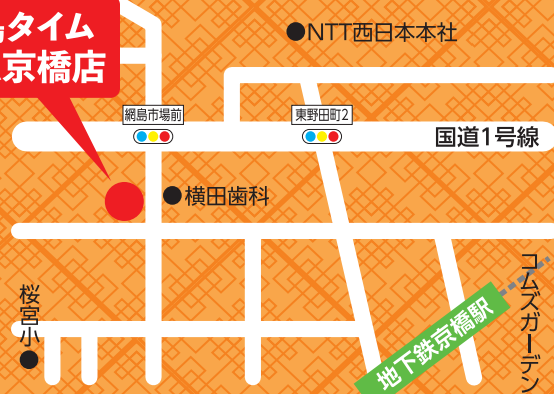 タイム
京橋店
NTT西日本本社
網島市場前
東野田町2
国道1号線
横田歯科
桜宮小
コムズガーデン
地下鉄京橋駅